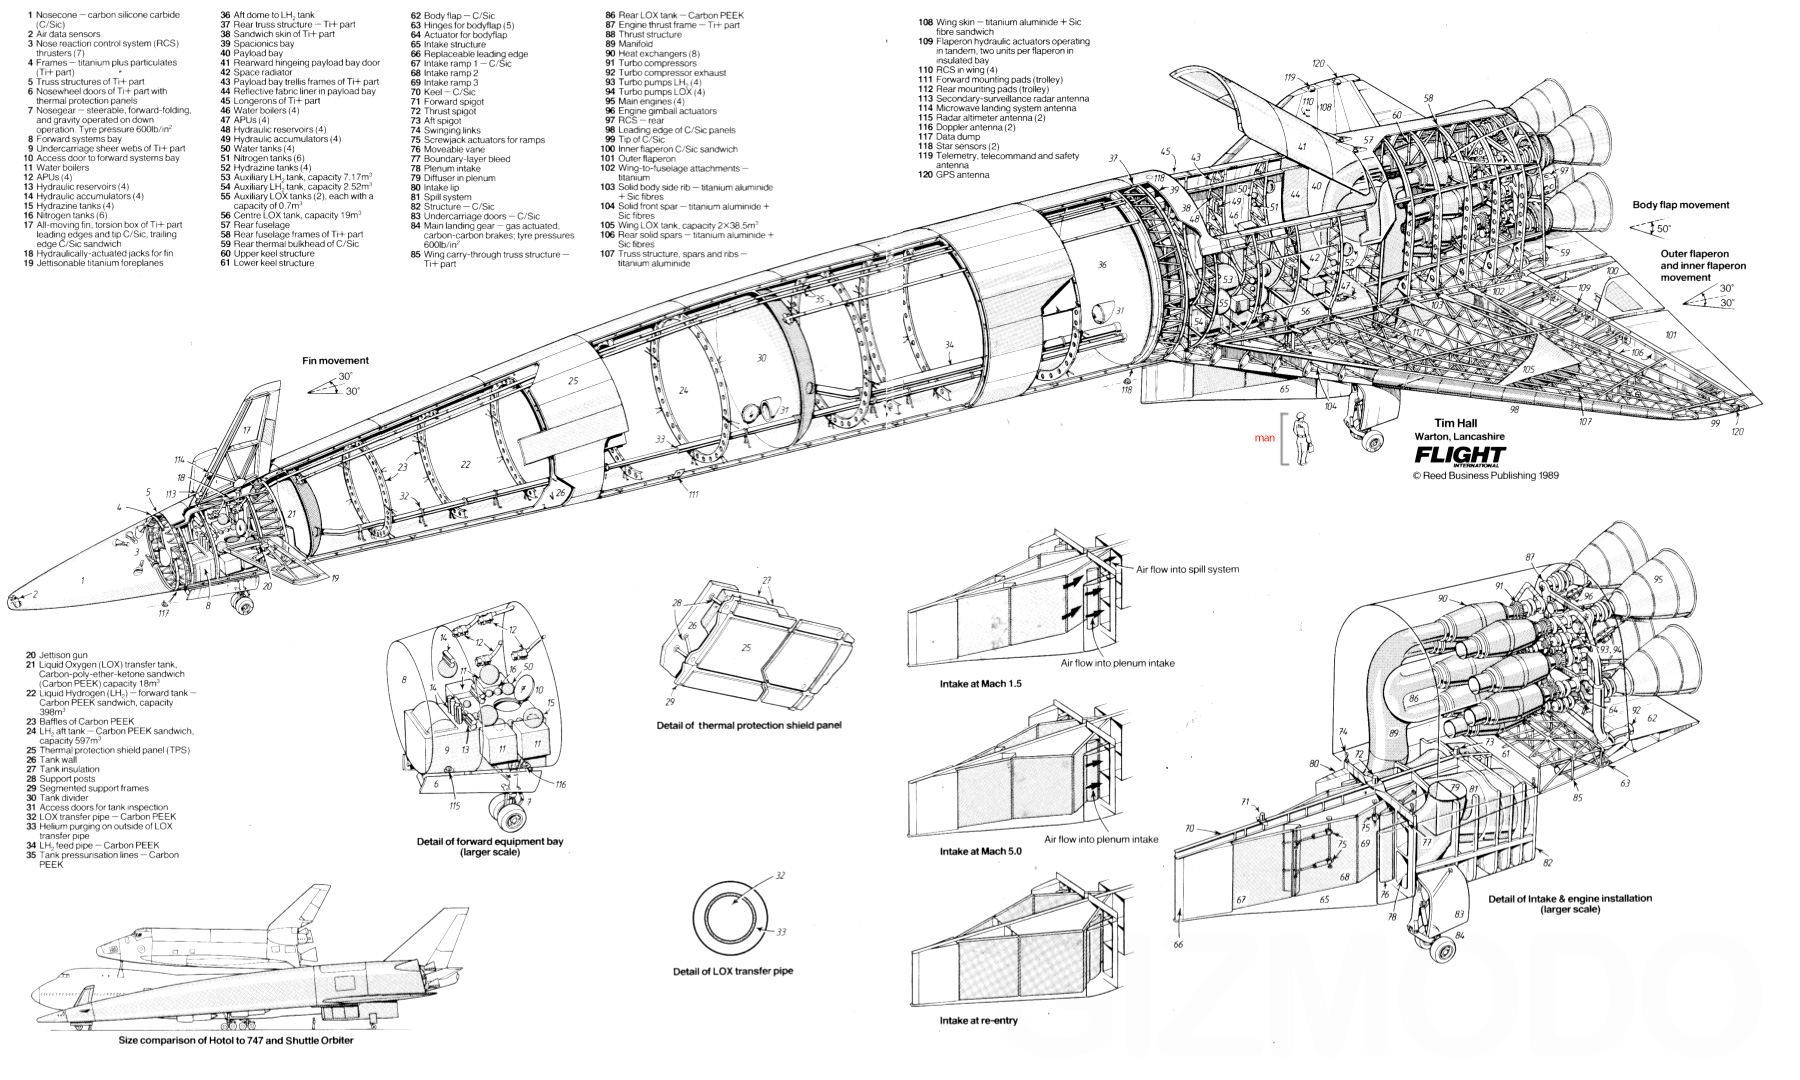 1 Nosecone – carbon silicone carbide
(C/Sic)
2 Air data sensors
3 Nose reaction control system (RCS)
thrusters (7)
4 Frames – titanium plus particulates
(Ti+ part)
5 Truss structures of Ti+ part
6 Nosewheel doors of Ti+ part with
thermal protection panels
7 Nosegear – steerable, forward-folding,
and gravity operated on down
operation. Tyre pressure 600lb/in²
8 Forward systems bay
9 Undercarriage sheer webs of Ti+ part
10 Access door to forward systems bay
11 Water boilers
12 APUs (4)
13 Hydraulic reservoirs (4)
14 Hydraulic accumulators (4)
15 Hydrazine tanks (4)
16 Nitrogen tanks (6)
17 All-moving fin, torsion box of Ti+ part
leading edges and tip C/Sic, trailing
edge C/Sic sandwich
18 Hydraulically-actuated jacks for fin
19 Jettisonable titanium foreplanes
36 Aft dome to LH₂ tank
37 Rear truss structure – Ti+ part
38 Sandwich skin of Ti+ part
39 Spacionics bay
40 Payload bay
41 Rearward hingeing payload bay door
42 Space radiator
43 Payload bay trellis frames of Ti+ part
44 Reflective fabric liner in payload bay
45 Longerons of Ti+ part
46 Water boilers (4)
47 APUs (4)
48 Hydraulic reservoirs (4)
49 Hydraulic accumulators (4)
50 Water tanks (4)
51 Nitrogen tanks (6)
52 Hydrazine tanks (4)
53 Auxiliary LH₂ tank, capacity 7.17m³
54 Auxiliary LH₂ tank, capacity 2.52m³
55 Auxiliary LOX tanks (2), each with a
capacity of 0.7m³
56 Centre LOX tank, capacity 19m³
57 Rear fuselage
58 Rear fuselage frames of Ti+ part
59 Rear thermal bulkhead of C/Sic
60 Upper keel structure
61 Lower keel structure
62 Body flap – C/Sic
63 Hinges for bodyflap (5)
64 Actuator for bodyflap
65 Intake structure
66 Replaceable leading edge
67 Intake ramp 1 – C/Sic
68 Intake ramp 2
69 Intake ramp 3
70 Keel – C/Sic
71 Forward spigot
72 Thrust spigot
73 Aft spigot
74 Swinging links
75 Screwjack actuators for ramps
76 Moveable vane
77 Boundary-layer bleed
78 Plenum intake
79 Diffuser in plenum
80 Intake lip
81 Spill system
82 Structure – C/Sic
83 Undercarriage doors – C/Sic
84 Main landing gear – gas actuated,
carbon-carbon brakes; tyre pressures
600lb/in²
85 Wing carry-through truss structure –
Ti+ part
86 Rear LOX tank – Carbon PEEK
87 Engine thrust frame – Ti+ part
88 Thrust structure
89 Manifold
90 Heat exchangers (8)
91 Turbo compressors
92 Turbo compressor exhaust
93 Turbo pumps LH₂ (4)
94 Turbo pumps LOX (4)
95 Main engines (4)
96 Engine gimball actuators
97 RCS – rear
98 Leading edge of C/Sic panels
99 Tip of C/Sic
100 Inner flaperon C/Sic sandwich
101 Outer flaperon
102 Wing-to-fuselage attachments –
titanium
103 Solid body side rib – titanium aluminide
+ Sic fibres
104 Solid front spar – titanium aluminide +
Sic fibres
105 Wing LOX tank, capacity 2×38.5m³
106 Rear solid spars – titanium aluminide +
Sic fibres
107 Truss structure, spars and ribs –
titanium aluminide
108 Wing skin – titanium aluminide + Sic
fibre sandwich
109 Flaperon hydraulic actuators operating
in tandem, two units per flaperon in
insulated bay
110 RCS in wing (4)
111 Forward mounting pads (trolley)
112 Rear mounting pads (trolley)
113 Secondary-surveillance radar antenna
114 Microwave landing system antenna
115 Radar altimeter antenna (2)
116 Doppler antenna (2)
117 Data dump
118 Star sensors (2)
119 Telemetry, telecommand and safety
antenna
120 GPS antenna
Body flap movement
50°
Outer flaperon
and inner flaperon
movement
30°
30°
Fin movement
30°
30°
man
Tim Hall
Warton, Lancashire
FLIGHT
INTERNATIONAL
© Reed Business Publishing 1989
20 Jettison gun
21 Liquid Oxygen (LOX) transfer tank,
Carbon-poly-ether-ketone sandwich
(Carbon PEEK) capacity 18m³
22 Liquid Hydrogen (LH₂) – forward tank –
Carbon PEEK sandwich, capacity
398m³
23 Baffles of Carbon PEEK
24 LH₂ aft tank – Carbon PEEK sandwich,
capacity 597m³
25 Thermal protection shield panel (TPS)
26 Tank wall
27 Tank insulation
28 Support posts
29 Segmented support frames
30 Tank divider
31 Access doors for tank inspection
32 LOX transfer pipe – Carbon PEEK
33 Helium purging on outside of LOX
transfer pipe
34 LH₂ feed pipe – Carbon PEEK
35 Tank pressurisation lines – Carbon
PEEK
Detail of forward equipment bay
(larger scale)
Detail of thermal protection shield panel
Detail of LOX transfer pipe
Air flow into spill system
Air flow into plenum intake
Intake at Mach 1.5
Air flow into plenum intake
Intake at Mach 5.0
Intake at re-entry
Detail of Intake & engine installation
(larger scale)
Size comparison of Hotol to 747 and Shuttle Orbiter
GIZMODO